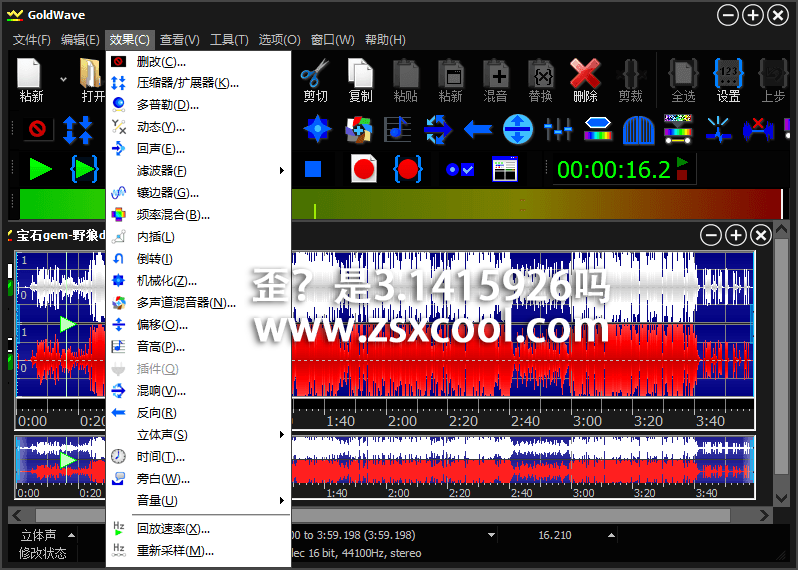 GoldWave
文件(F) 编辑(E) 效果(C) 查看(V) 工具(T) 选项(O) 窗口(W) 帮助(H)
粘新 打开 剪切 复制 粘贴 粘新 混音 替换 删除 剪裁 全选 设置 上步
删改(C)...
压缩器/扩展器(K)...
多普勒(D)...
动态(Y)...
回声(E)...
滤波器(F)
镶边器(G)...
频率混合(B)...
内插(L)
倒转(I)
机械化(Z)...
多声道混音器(N)...
偏移(O)...
音高(P)...
插件(Q)
混响(V)...
反向(R)
立体声(S)
时间(T)...
旁白(W)...
音量(U)
回放速率(X)...
重新采样(M)...
00:00:16.2
宝石gem-野狼d
1
0
1
0
歪？是3.1415926吗
www.zsxcool.com
0:00 0:20 1:40 2:00 2:20 2:40 3:00 3:20 3:40
0:00 0:20 1:40 2:00 2:20 2:40 3:00 3:20 3:40
立体声 00 to 3:59.198 (3:59.198) 16.210
修改状态 lec 16 bit, 44100Hz, stereo